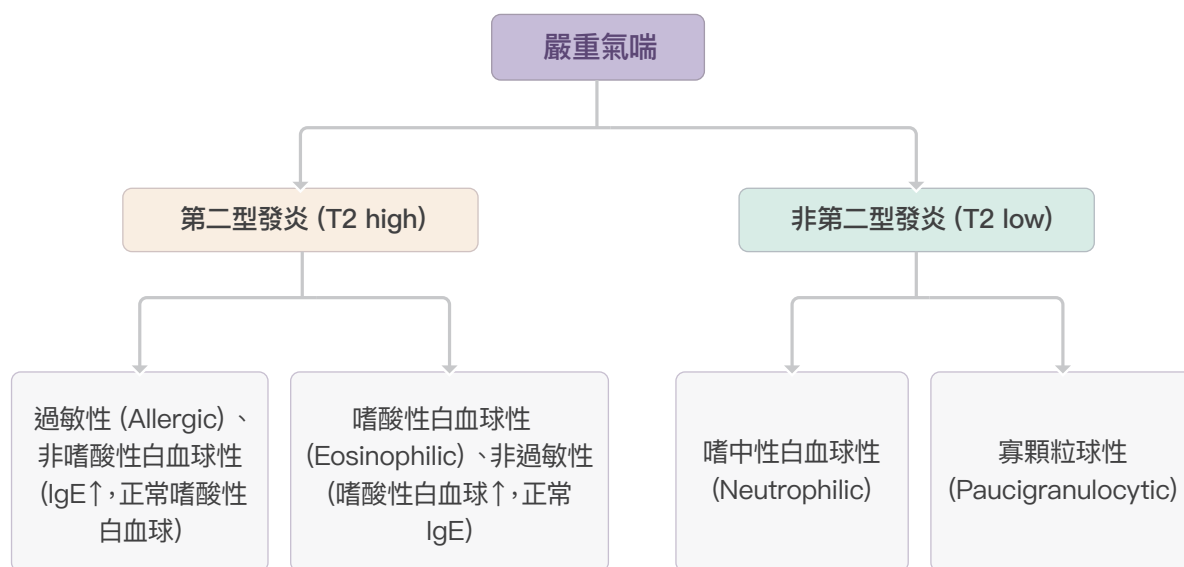 嚴重氣喘
第二型發炎 (T2 high)
非第二型發炎 (T2 low)
過敏性 (Allergic)、
非嗜酸性白血球性
(IgE↑，正常嗜酸性
白血球)
嗜酸性白血球性
(Eosinophilic)、非過敏性
(嗜酸性白血球↑，正常
IgE)
嗜中性白血球性
(Neutrophilic)
寡顆粒球性
(Paucigranulocytic)